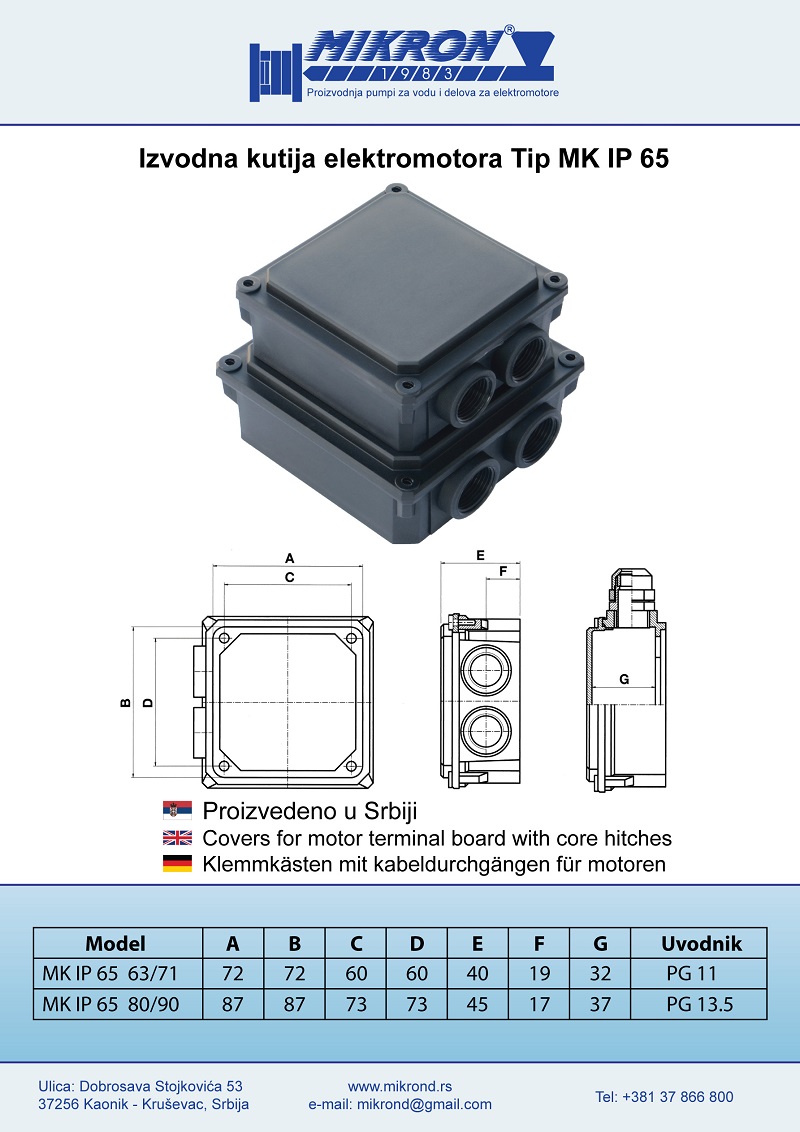 MIKRON®
1983
Proizvodnja pumpi za vodu i delova za elektromotore
Izvodna kutija elektromotora Tip MK IP 65
A
C
B
D
E
F
G
Proizvedeno u Srbiji
Covers for motor terminal board with core hitches
Klemmkästen mit kabeldurchgängen für motoren
Model A B C D E F G Uvodnik
MK IP 65 63/71 72 72 60 60 40 19 32 PG 11
MK IP 65 80/90 87 87 73 73 45 17 37 PG 13.5
Ulica: Dobrosava Stojkovića 53
37256 Kaonik - Kruševac, Srbija
www.mikrond.rs
e-mail: mikrond@gmail.com
Tel: +381 37 866 800